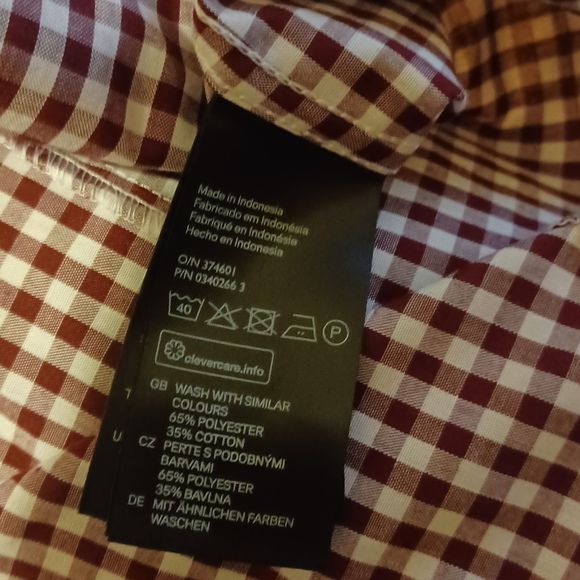 Made in Indonesia
Fabricado em Indonésia
Fabriqué en Indonésie
Hecho en Indonesia
O/N 374601
P/N 0340266 3
40 P
clevercare.info
GB WASH WITH SIMILAR
COLOURS
65% POLYESTER
35% COTTON
CZ PERTE S PODOBNÝMI
BARVAMI
65% POLYESTER
35% BAVLNA
DE MIT ÄHNLICHEN FARBEN
WASCHEN
T
U